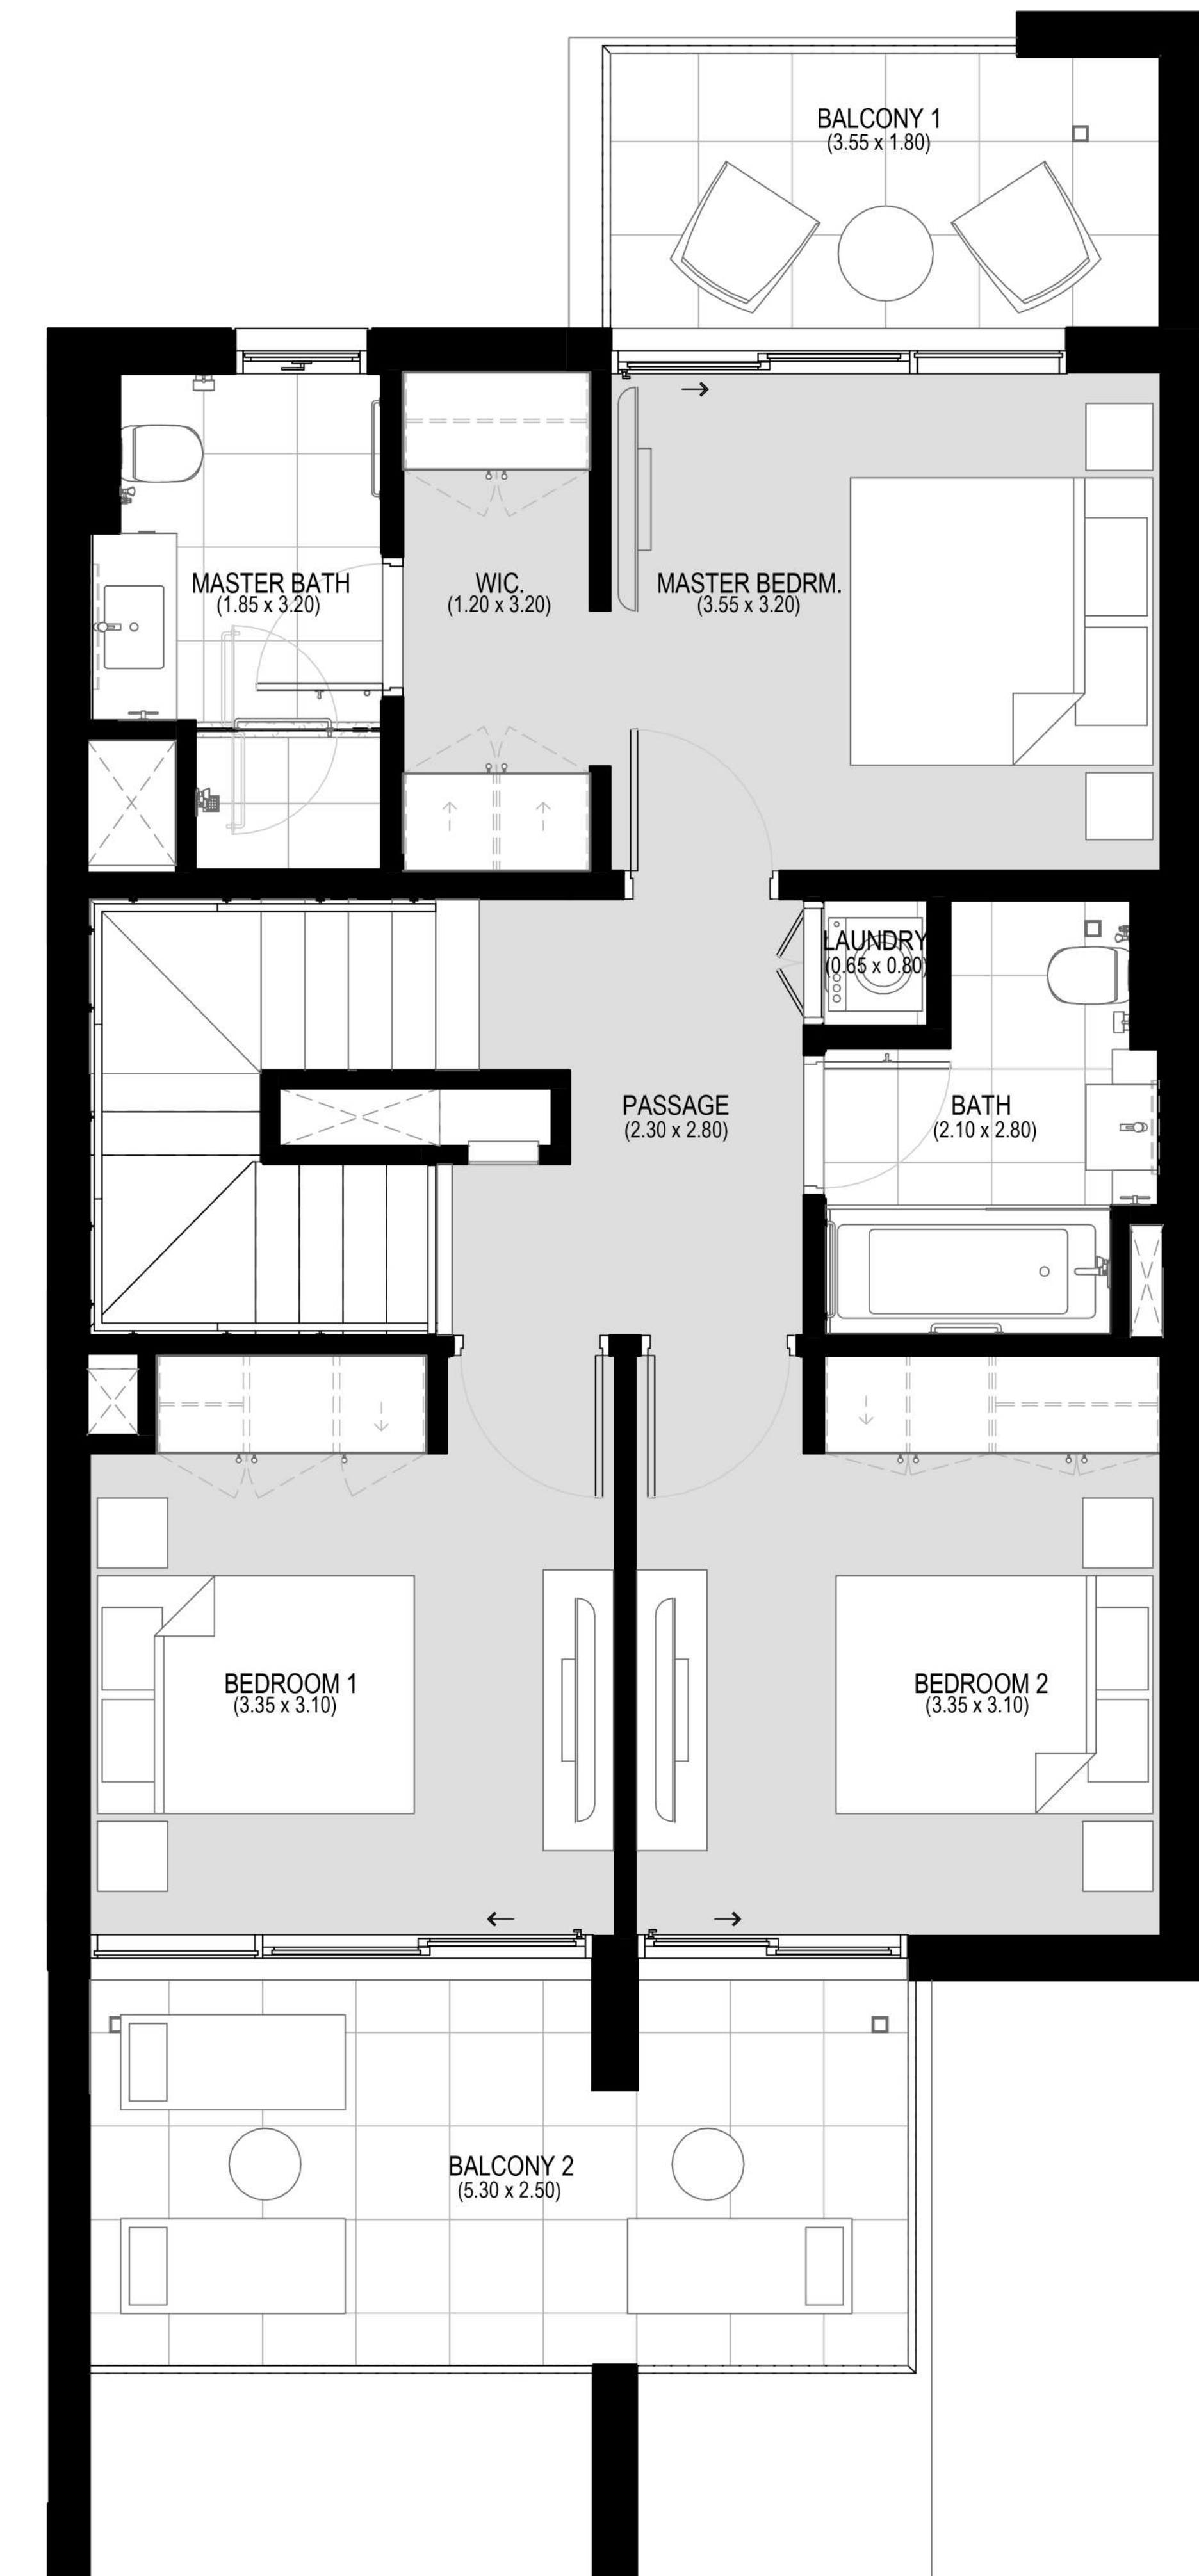 BALCONY 1
(3.55 x 1.80)
MASTER BATH
(1.85 x 3.20)
WIC.
(1.20 x 3.20)
MASTER BEDRM.
(3.55 x 3.20)
LAUNDRY
(0.65 x 0.80)
PASSAGE
(2.30 x 2.80)
BATH
(2.10 x 2.80)
BEDROOM 1
(3.35 x 3.10)
BEDROOM 2
(3.35 x 3.10)
BALCONY 2
(5.30 x 2.50)